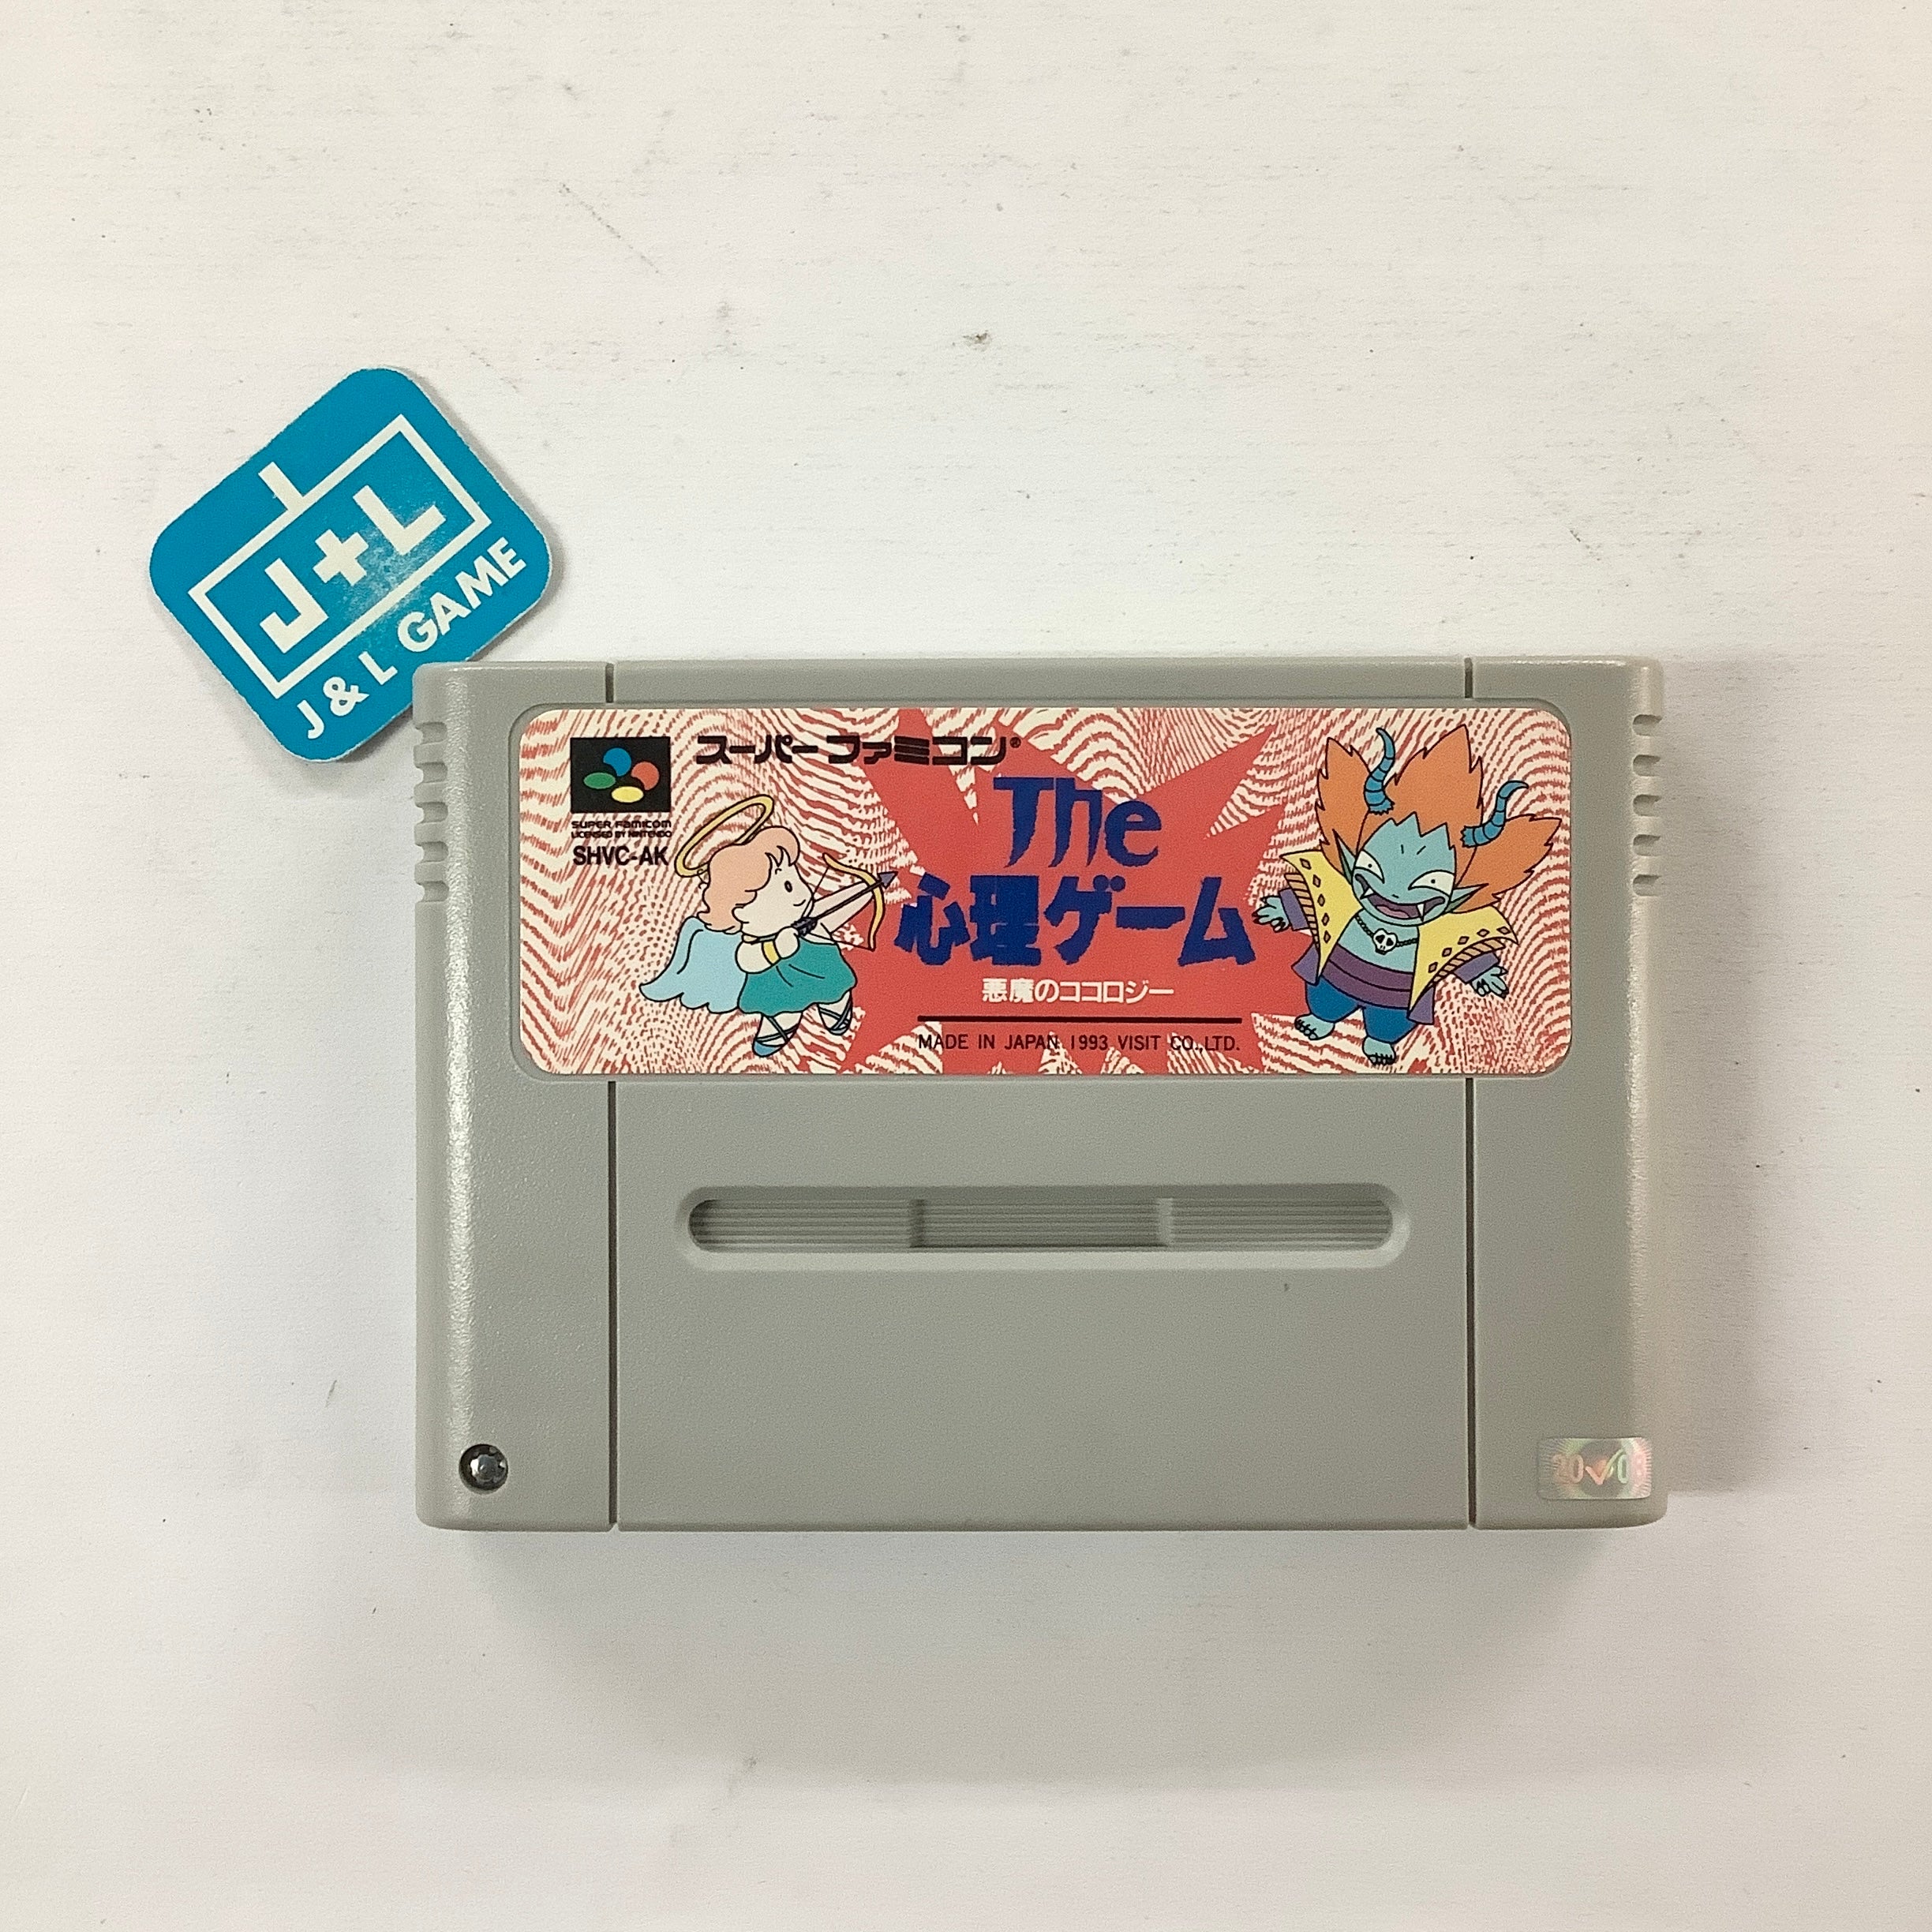 J+L
J & L GAME
スーパーファミコン®
SUPER FAMICOM
LICENSED BY NINTENDO
SHVC-AK
The
心理ゲーム
悪魔のココロジー
MADE IN JAPAN 1993 VISIT CO.,LTD.